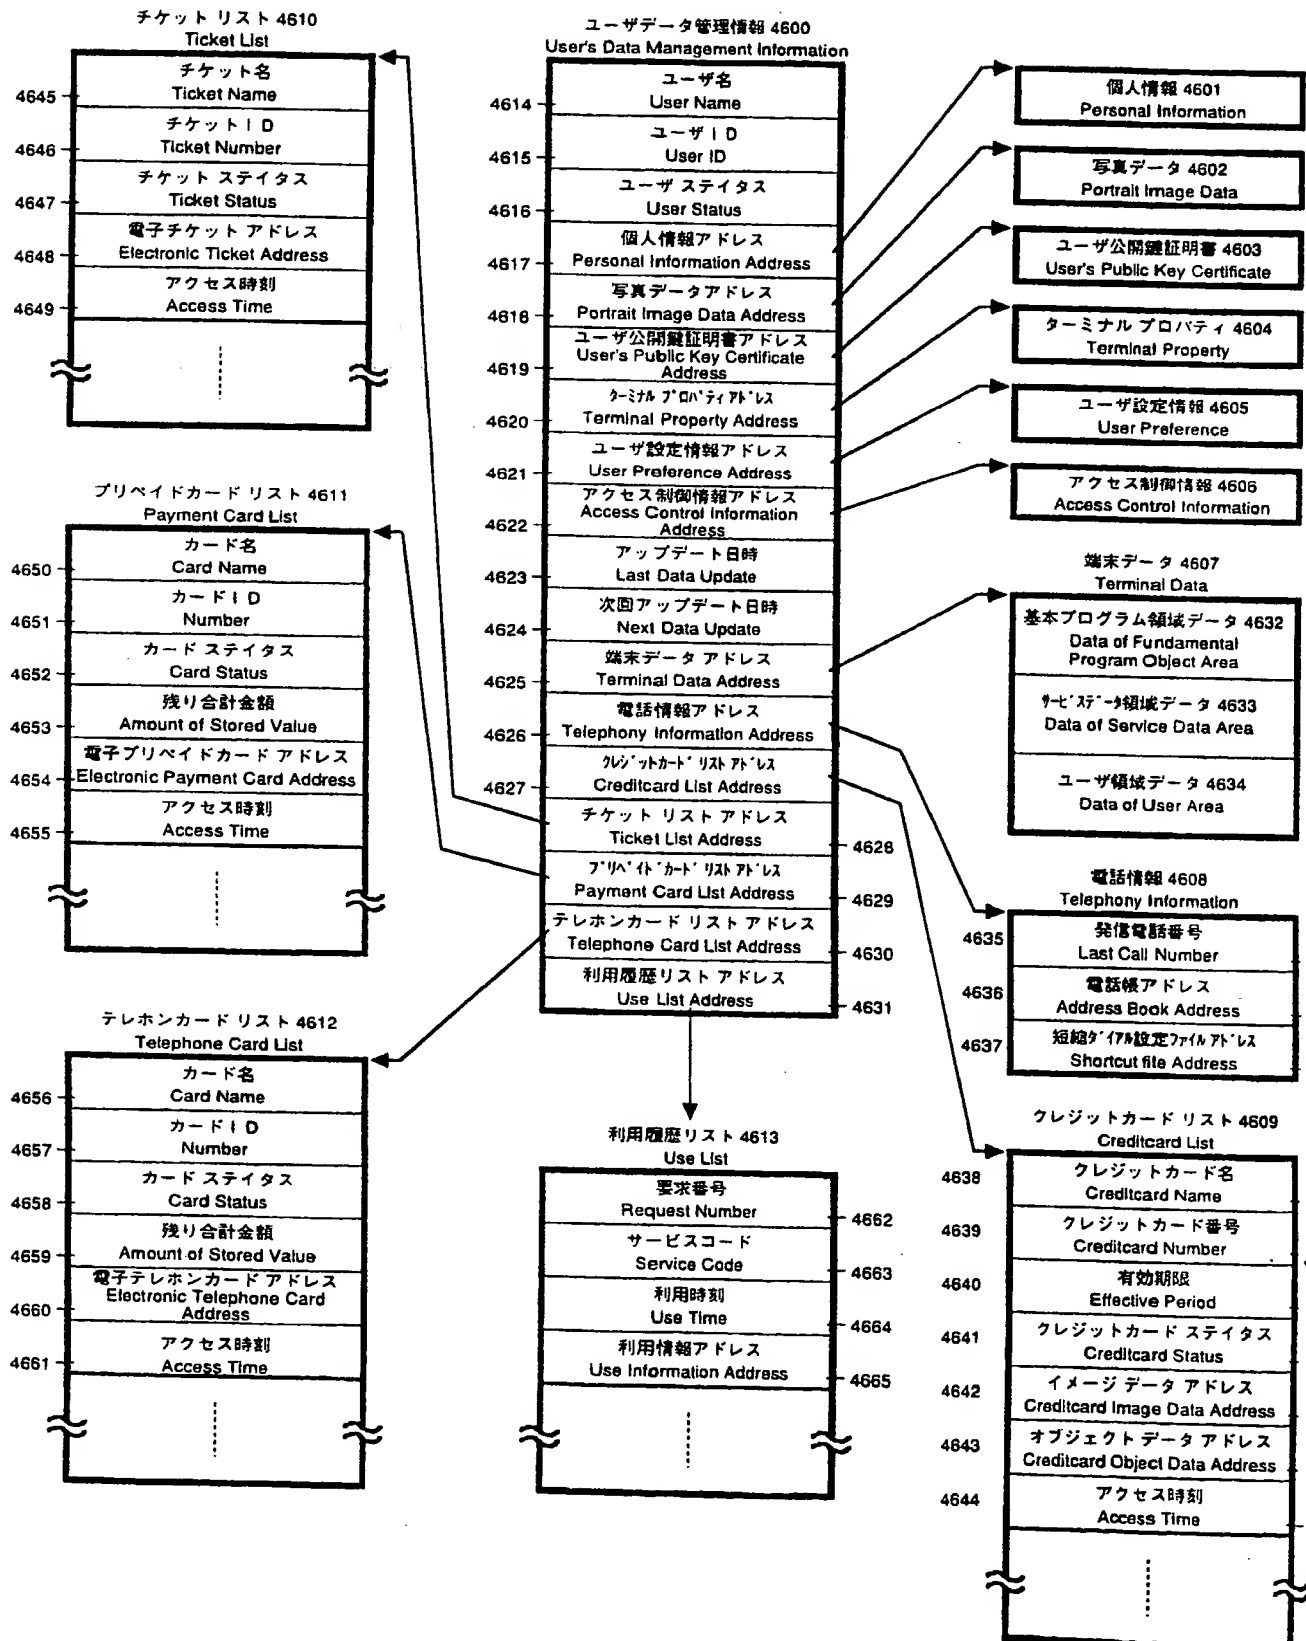 チケット リスト 4610
Ticket List
チケット名
Ticket Name
4645
チケットID
Ticket Number
4646
チケット ステイタス
Ticket Status
4647
電子チケット アドレス
Electronic Ticket Address
4648
アクセス時刻
Access Time
4649
プリペイドカード リスト 4611
Payment Card List
カード名
Card Name
4650
カードID
Number
4651
カード ステイタス
Card Status
4652
残り合計金額
Amount of Stored Value
4653
電子プリペイドカード アドレス
Electronic Payment Card Address
4654
アクセス時刻
Access Time
4655
テレホンカード リスト 4612
Telephone Card List
カード名
Card Name
4656
カードID
Number
4657
カード ステイタス
Card Status
4658
残り合計金額
Amount of Stored Value
4659
電子テレホンカード アドレス
Electronic Telephone Card
Address
4660
アクセス時刻
Access Time
4661
ユーザデータ管理情報 4600
User's Data Management Information
ユーザ名
User Name
4614
ユーザID
User ID
4615
ユーザ ステイタス
User Status
4616
個人情報アドレス
Personal Information Address
4617
写真データアドレス
Portrait Image Data Address
4618
ユーザ公開鍵証明書アドレス
User's Public Key Certificate
Address
4619
ターミナル プロパティ アドレス
Terminal Property Address
4620
ユーザ設定情報アドレス
User Preference Address
4621
アクセス制御情報アドレス
Access Control Information
Address
4622
アップデート日時
Last Data Update
4623
次回アップデート日時
Next Data Update
4624
端末データ アドレス
Terminal Data Address
4625
電話情報アドレス
Telephony Information Address
4626
クレジットカード リスト アドレス
Creditcard List Address
4627
チケット リスト アドレス
Ticket List Address
4628
プリペイドカード リスト アドレス
Payment Card List Address
4629
テレホンカード リスト アドレス
Telephone Card List Address
4630
利用履歴リスト アドレス
Use List Address
4631
利用履歴リスト 4613
Use List
要求番号
Request Number
4662
サービスコード
Service Code
4663
利用時刻
Use Time
4664
利用情報アドレス
Use Information Address
4665
個人情報 4601
Personal Information
写真データ 4602
Portrait Image Data
ユーザ公開鍵証明書 4603
User's Public Key Certificate
ターミナル プロパティ 4604
Terminal Property
ユーザ設定情報 4605
User Preference
アクセス制御情報 4606
Access Control Information
端末データ 4607
Terminal Data
基本プログラム領域データ 4632
Data of Fundamental
Program Object Area
サービスデータ領域データ 4633
Data of Service Data Area
ユーザ領域データ 4634
Data of User Area
電話情報 4608
Telephony Information
発信電話番号
Last Call Number
4635
電話帳アドレス
Address Book Address
4636
短縮ダイアル設定ファイル アドレス
Shortcut file Address
4637
クレジットカード リスト 4609
Creditcard List
クレジットカード名
Creditcard Name
4638
クレジットカード番号
Creditcard Number
4639
有効期限
Effective Period
4640
クレジットカード ステイタス
Creditcard Status
4641
イメージ データ アドレス
Creditcard Image Data Address
4642
オブジェクト データ アドレス
Creditcard Object Data Address
4643
アクセス時刻
Access Time
4644